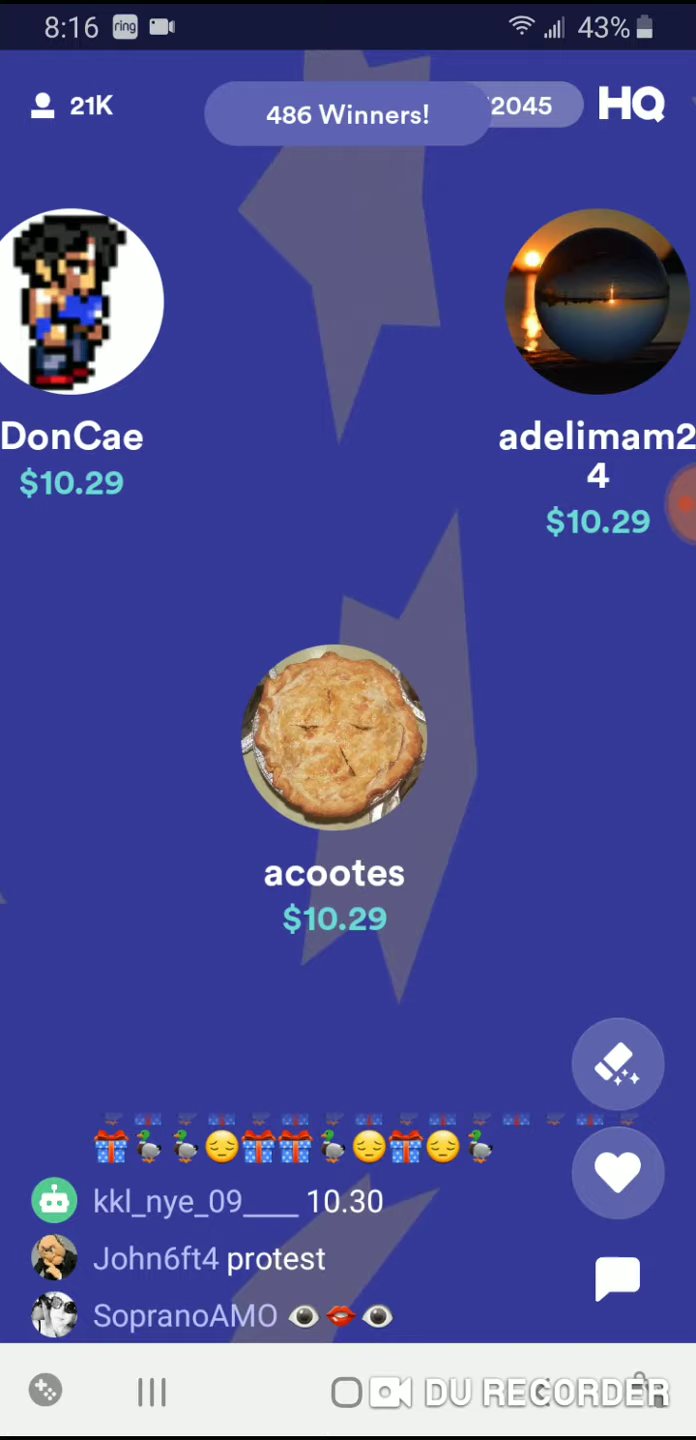 8:16 ring 43%
21K 486 Winners! 2045 HQ
DonCae
$10.29
adelimam2
4
$10.29
acootes
$10.29
kkl_nye_09____ 10.30
John6ft4 protest
SopranoAMO
DU RECORDER